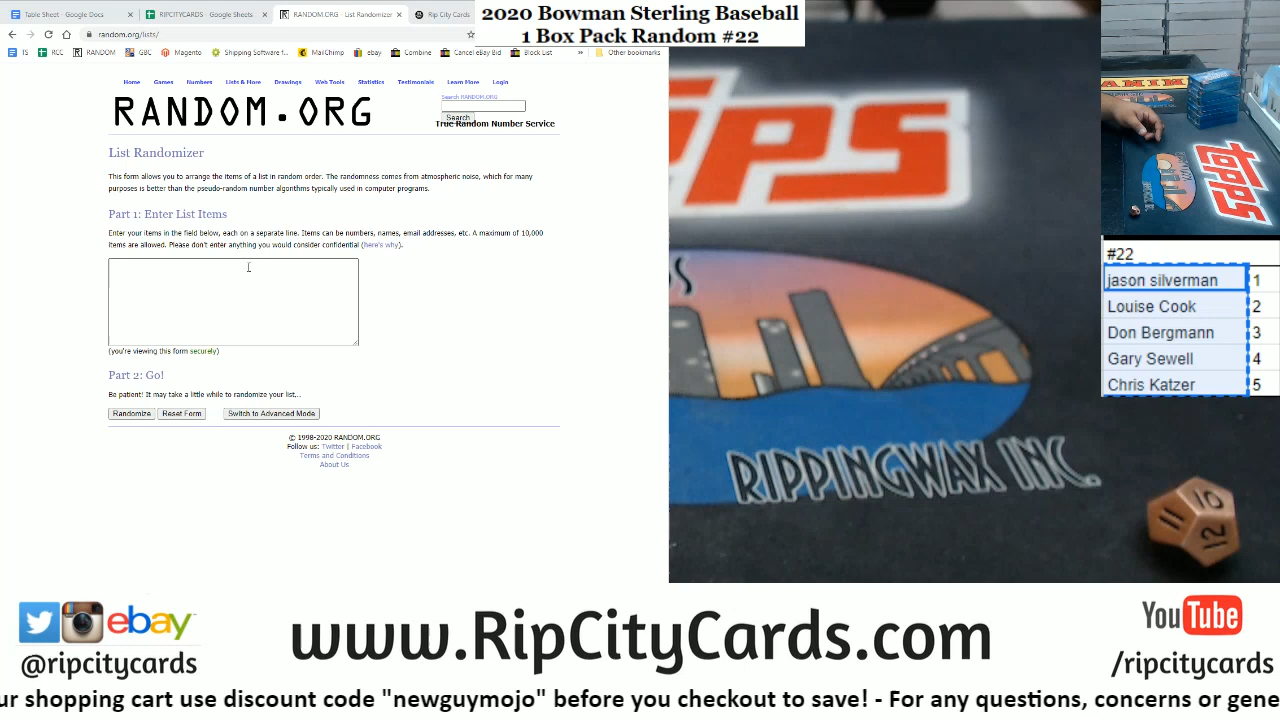 Table Sheet - Google Docs
RIPCITYCARDS - Google Sheets
RANDOM.ORG - List Randomizer
Rip City Cards
random.org/lists/
TS
RCC
RANDOM
GBC
Magento
Shipping Software f...
MailChimp
ebay
Combine
Cancel eBay Bid
Block List
»
Other bookmarks
2020 Bowman Sterling Baseball
1 Box Pack Random #22
Home Games Numbers Lists & More Drawings Web Tools Statistics Testimonials Learn More Login
RANDOM.ORG
Search RANDOM.ORG
Search
True Random Number Service
List Randomizer
This form allows you to arrange the items of a list in random order. The randomness comes from atmospheric noise, which for many
purposes is better than the pseudo-random number algorithms typically used in computer programs.
Part 1: Enter List Items
Enter your items in the field below, each on a separate line. Items can be numbers, names, email addresses, etc. A maximum of 10,000
items are allowed. Please don't enter anything you would consider confidential (here's why).
(you're viewing this form securely)
Part 2: Go!
Be patient! It may take a little while to randomize your list...
Randomize Reset Form Switch to Advanced Mode
© 1998-2020 RANDOM.ORG
Follow us: Twitter | Facebook
Terms and Conditions
About Us
RIPPINGWAX INC.
11 10 12
topps
#22
jason silverman 1
Louise Cook 2
Don Bergmann 3
Gary Sewell 4
Chris Katzer 5
ebay
@ripcitycards
www.RipCityCards.com
YouTube
/ripcitycards
ur shopping cart use discount code "newguymojo" before you checkout to save! - For any questions, concerns or gene